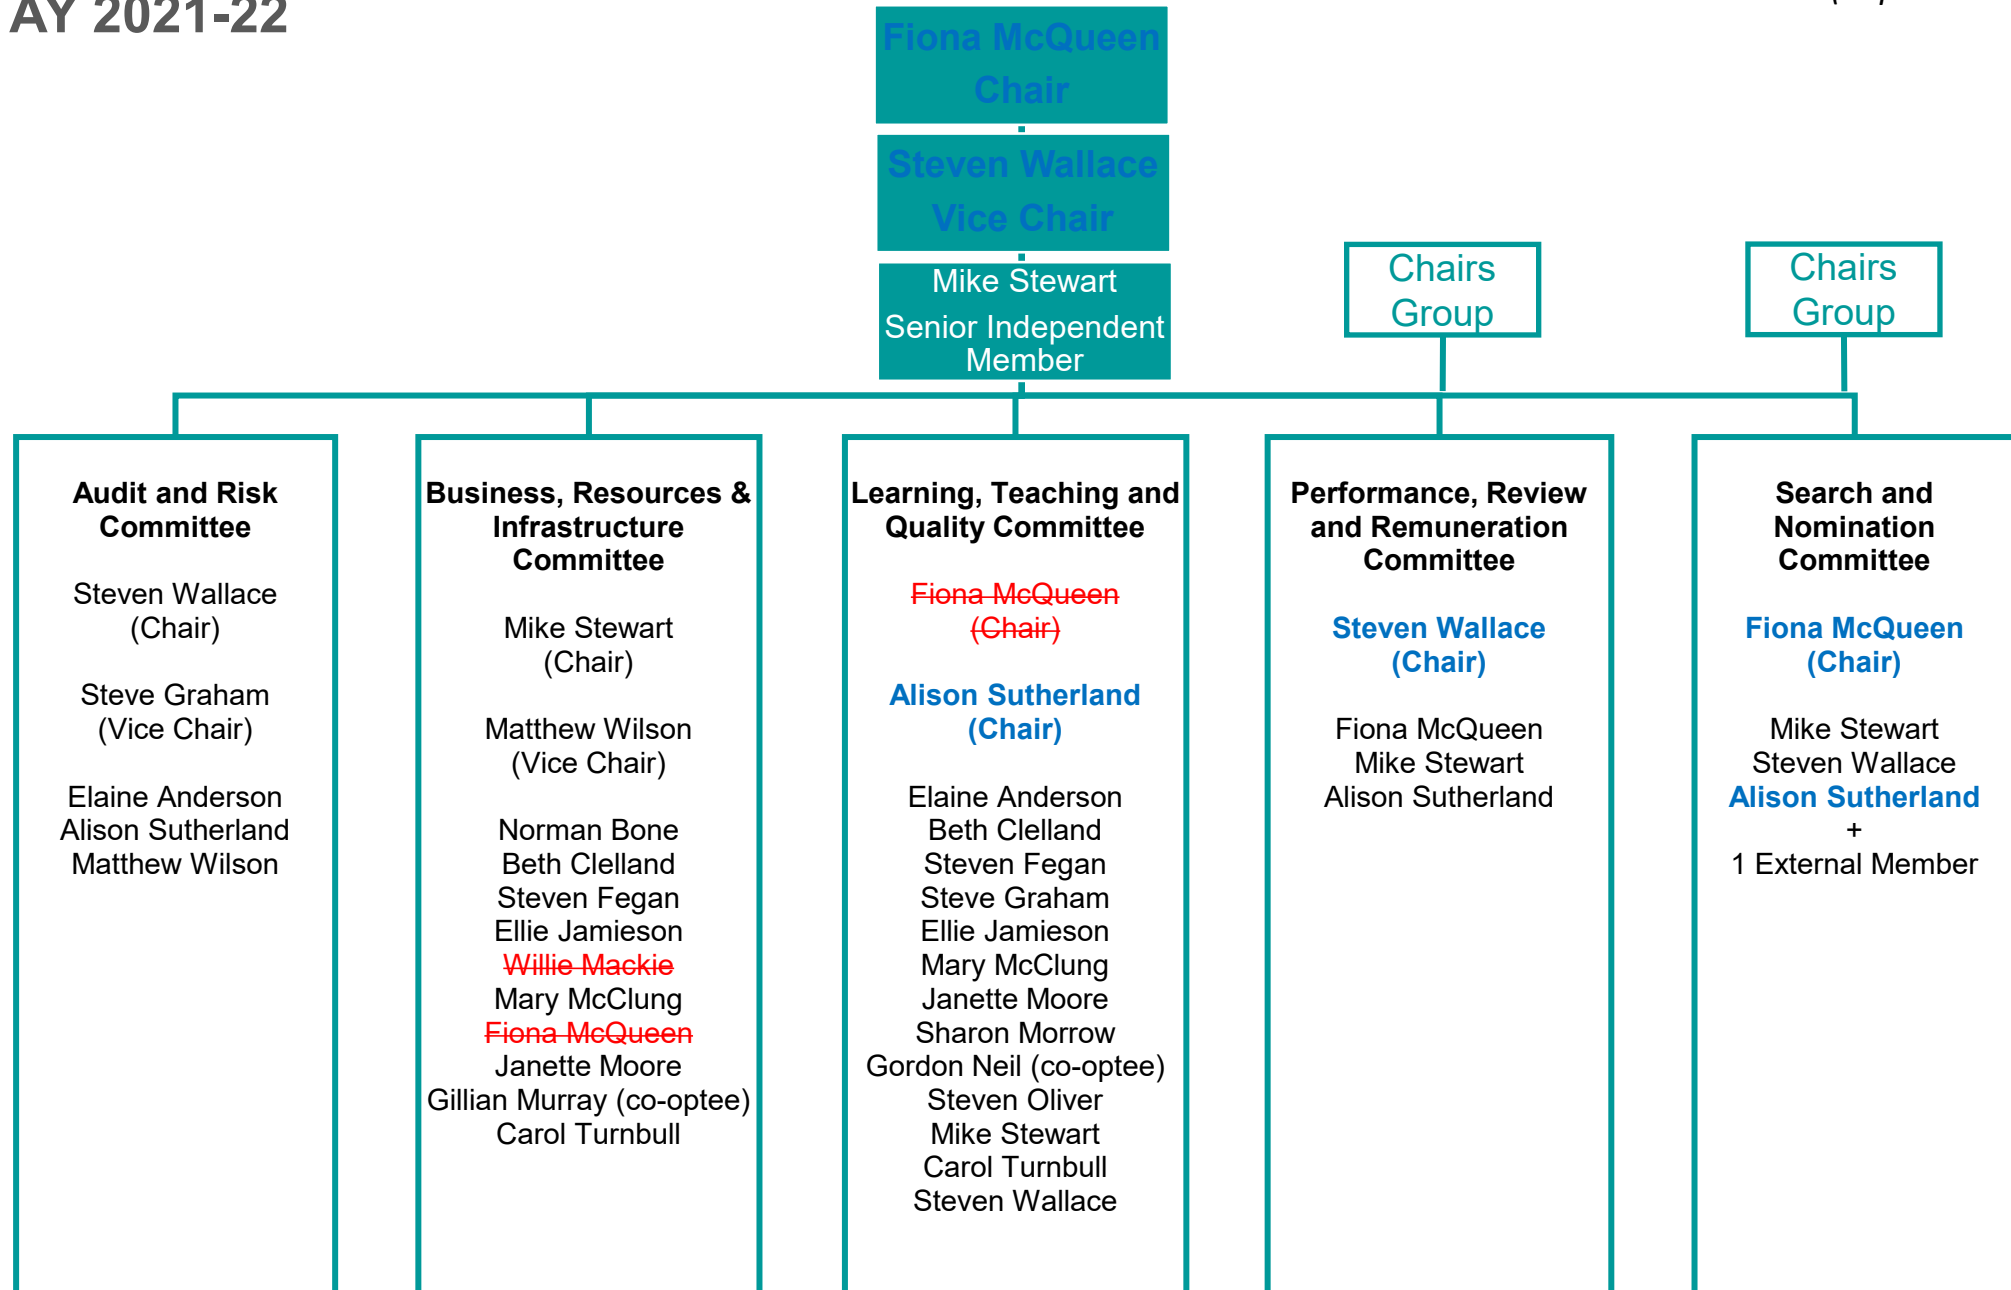 AY 2021-22
Fiona McQueen
Chair
Steven Wallace
Vice Chair
Mike Stewart
Senior Independent
Member
Chairs
Group
Chairs
Group
Audit and Risk
Committee
Steven Wallace
(Chair)
Steve Graham
(Vice Chair)
Elaine Anderson
Alison Sutherland
Matthew Wilson
Business, Resources &
Infrastructure
Committee
Mike Stewart
(Chair)
Matthew Wilson
(Vice Chair)
Norman Bone
Beth Clelland
Steven Fegan
Ellie Jamieson
Willie Mackie
Mary McClung
Fiona McQueen
Janette Moore
Gillian Murray (co-optee)
Carol Turnbull
Learning, Teaching and
Quality Committee
Fiona McQueen
(Chair)
Alison Sutherland
(Chair)
Elaine Anderson
Beth Clelland
Steven Fegan
Steve Graham
Ellie Jamieson
Mary McClung
Janette Moore
Sharon Morrow
Gordon Neil (co-optee)
Steven Oliver
Mike Stewart
Carol Turnbull
Steven Wallace
Performance, Review
and Remuneration
Committee
Steven Wallace
(Chair)
Fiona McQueen
Mike Stewart
Alison Sutherland
Search and
Nomination
Committee
Fiona McQueen
(Chair)
Mike Stewart
Steven Wallace
Alison Sutherland
+
1 External Member